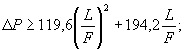 ΔP ≥ 119,6(L/F)² + 194,2 L/F;